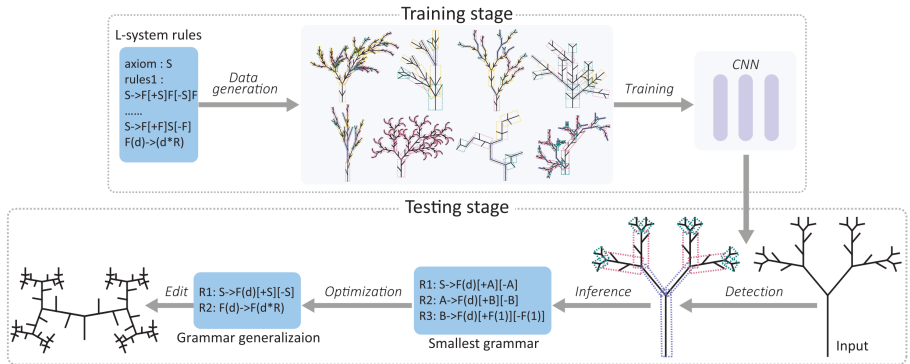 Training stage
L-system rules
axiom : S
rules1 :
S->F[+S]F[-S]F
......
S->F[+F]S[-F]
F(d)->(d*R)
Data
generation
Training
CNN
Testing stage
Edit
R1: S->F(d)[+S][-S]
R2: F(d)->F(d*R)
Grammar generalizaion
Optimization
R1: S->F(d)[+A][-A]
R2: A->F(d)[+B][-B]
R3: B->F(d)[+F(1)][-F(1)]
Smallest grammar
Inference
Detection
Input